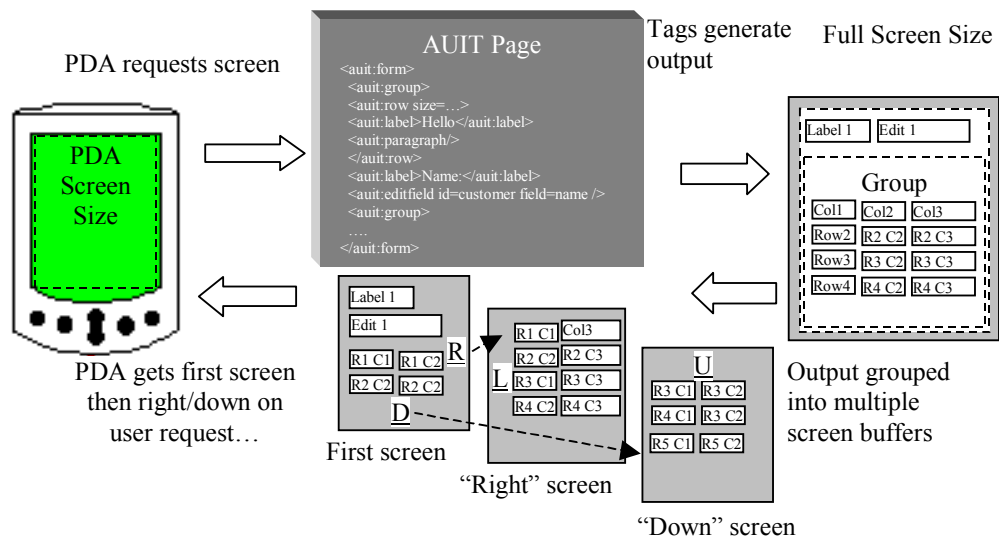 PDA requests screen
PDA
Screen
Size
AUIT Page
<auit:form>
<auit:group>
<auit:row size=…>
<auit:label>Hello</auit:label>
<auit:paragraph/>
</auit:row>
<auit:label>Name:</auit:label>
<auit:editfield id=customer field=name />
<auit:group>
….
</auit:form>
Tags generate
output
Full Screen Size
Label 1 Edit 1
Group
Col1 Col2 Col3
Row2 R2 C2 R2 C3
Row3 R3 C2 R3 C3
Row4 R4 C2 R4 C3
Output grouped
into multiple
screen buffers
Label 1
Edit 1
R1 C1 R1 C2
R2 C2 R2 C2
R
D
First screen
R1 C1 Col3
R2 C2 R2 C3
R3 C1 R3 C3
R4 C2 R4 C3
L
“Right” screen
U
R3 C1 R3 C2
R4 C1 R3 C2
R5 C1 R5 C2
“Down” screen
PDA gets first screen
then right/down on
user request…